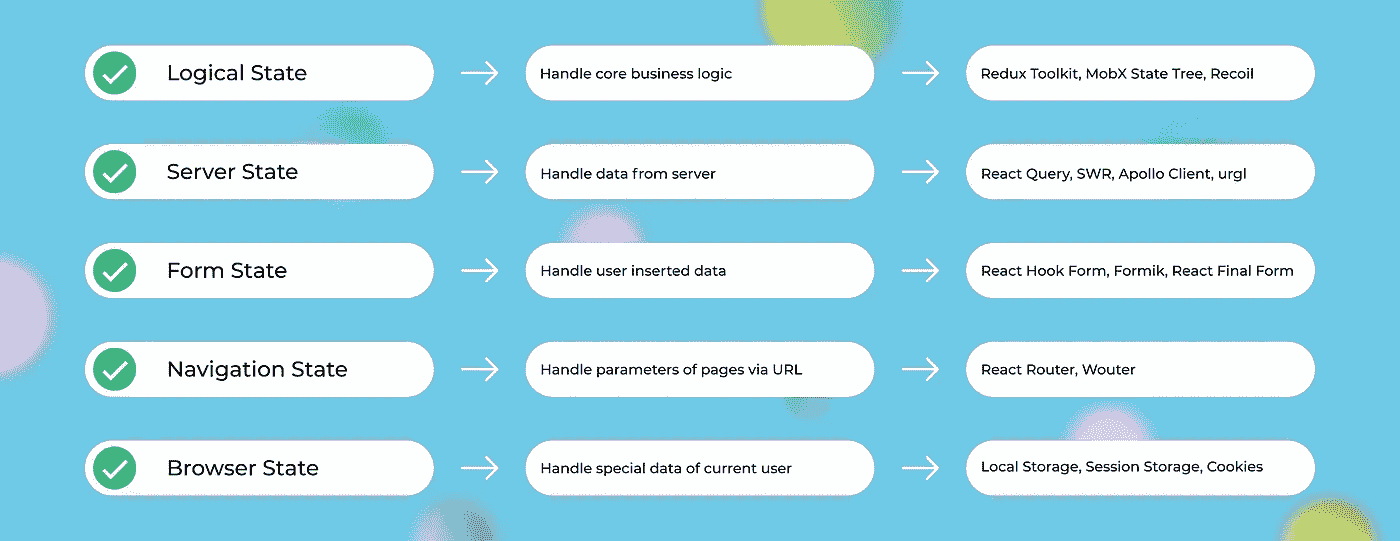 Logical State
Handle core business logic
Redux Toolkit, MobX State Tree, Recoil
Server State
Handle data from server
React Query, SWR, Apollo Client, urgl
Form State
Handle user inserted data
React Hook Form, Formik, React Final Form
Navigation State
Handle parameters of pages via URL
React Router, Wouter
Browser State
Handle special data of current user
Local Storage, Session Storage, Cookies